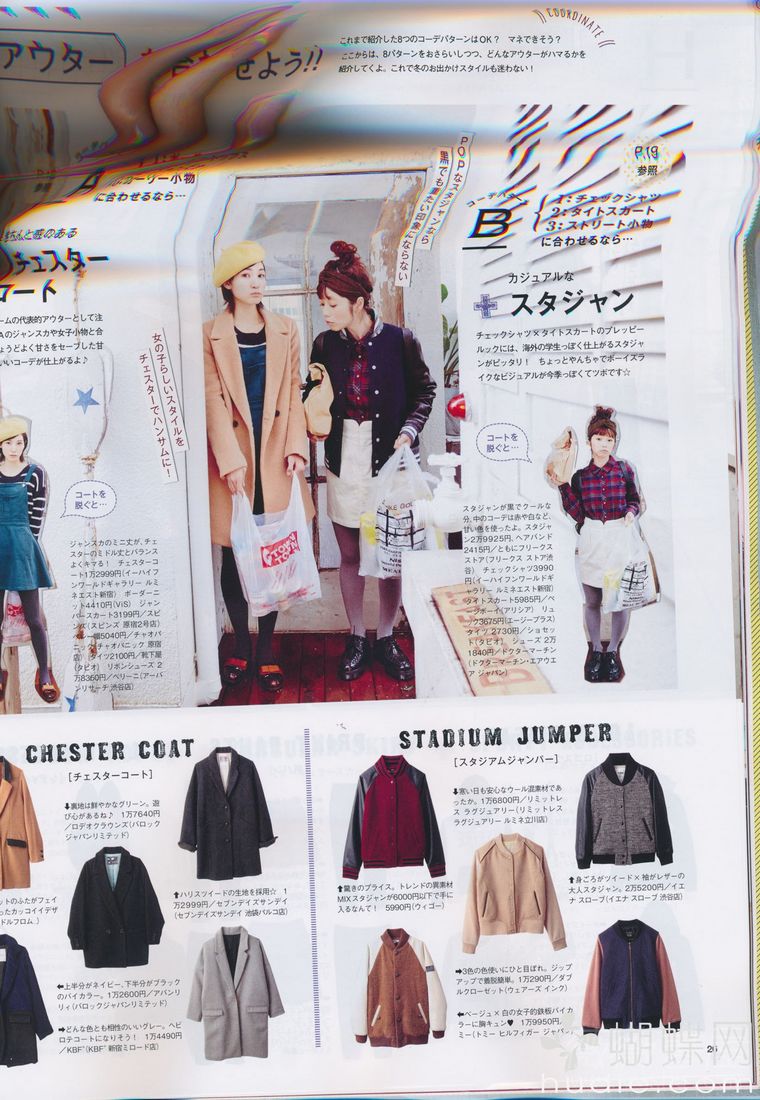 COORDINATE
アウター
せよう!!
これまで紹介した8つのコーデパターンはOK？　マネできそう？
ここからは、8パターンをおさらいしつつ、どんなアウターがハマるかを
紹介してくよ。これで冬のお出かけスタイルも迷わない！
ガーリー小物
に合わせるなら…
のある
チェスター
コート
ームの代表的アウターとして注
Aのジャンスカや女子小物と合
ょうどよく甘さをセーブした甘
いいコーデが仕上がるよ♪
コートを
脱ぐと…
女の子らしいスタイルを
チェスターでハンサムに！
POPなスタジャンなら
黒でも重たい印象にならない
P.19
参照
コーデパターン
B
1：チェックシャツ
2：タイトスカート
3：ストリート小物
に合わせるなら…
カジュアルな
スタジャン
チェックシャツ×タイトスカートのプレッピー
ルックには、海外の学生っぽく仕上がるスタジャ
ンがピッタリ！　ちょっとやんちゃでボーイズラ
イクなビジュアルが今季っぽくてツボです☆
コートを
脱ぐと…
ジャンスカのミニ丈が、チェ
スターのミドル丈とバランス
よくキマる！　チェスターコ
ート1万2999円（イーハイフ
ンワールドギャラリー ルミ
ネエスト新宿）　ボーダーニ
ット4410円（ViS）　ジャン
パースカート3199円／スピ
ンズ（スピンズ 原宿2号店）
ー帽5040円／チャオパ
ニック（チャオパニック 原宿
店）　タイツ2100円／靴下屋
（タビオ）　リボンシューズ 2
万8350円／ペリーニ（アーバ
ンリサーチ 渋谷店）
スタジャンが黒でクールな
分、中のコーデは赤や白など、
甘い色を使ったよ。スタジャ
ン2万9925円、ヘアバンド
2415円／ともにフリークス
ストア（フリークス ストア渋
谷）　チェックシャツ3990
円（イーハイフンワールドギ
ャラリー ルミネエスト新宿）
タイトスカート5985円／ペ
ージボーイ（アリシア）　リュ
ック3675円（エージープラス）
タイツ 2730円／ショセッ
ト（タビオ）　シューズ 2万
1840円／ドクターマーチン
（ドクターマーチン・エアウエ
ア ジャパン）
CHESTER COAT
［チェスターコート］
⬇裏地は鮮やかなグリーン。遊
び心があるね♪　1万7640円
／ロデオクラウンズ（バロック
ジャパンリミテッド）
⬆ハリスツイードの生地を採用☆　1
万2999円／セブンデイズサンデイ
（セブンデイズサンデイ 池袋パルコ店）
ットのふたがフェイ
ったカッコイイデザ
ドルフロム.）
⬅上半分がネイビー、下半分がブラック
のバイカラー。1万2600円／アバンリ
リィ（バロックジャパンリミテッド）
➡どんな色とも相性のいいグレー。ヘビ
ロテコートになりそう！　1万4490円
／KBF（KBF 新宿ミロード店）
STADIUM JUMPER
［スタジアムジャンパー］
⬇寒い日も安心なウール混素材であ
ったか。1万6800円／リミットレ
ス ラグジュアリー（リミットレス
ラグジュアリー ルミネ立川店）
⬆驚きのプライス。トレンドの異素材
MIXスタジャンが6000円以下で手に
入るなんて！　5990円（ウィゴー）
⬆身ごろがツイード×袖がレザーの
大人スタジャン。2万5200円／イエ
ナ スローブ（イエナ スローブ 渋谷店）
➡3色の色使いにひと目ぼれ。ジップ
アップで着脱簡単。1万290円／ダブ
ルクローゼット（ウェアーズ インク）
⬅ベージュ×白の女子的鉄板バイカ
ラーに胸キュン♥　1万9950円／
ミー（トミー ヒルフィガー ジャパン）
26
蝴蝶网
hudie.com